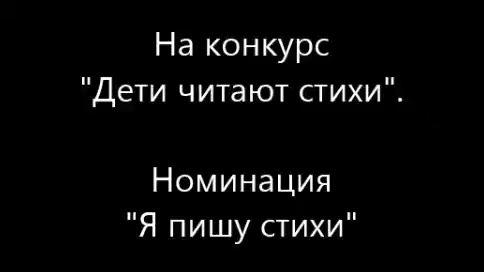 На конкурс
"Дети читают стихи".
Номинация
"Я пишу стихи"